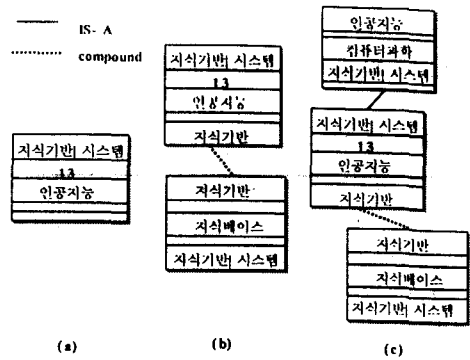 IS- A
compound
지식기반 시스템
13
인공지능
지식기반 시스템
13
인공지능
지식기반
지식기반
지식베이스
지식기반 시스템
인공지능
컴퓨터과학
지식기반 시스템
지식기반 시스템
13
인공지능
지식기반
지식기반
지식베이스
지식기반 시스템
(a)
(b)
(c)